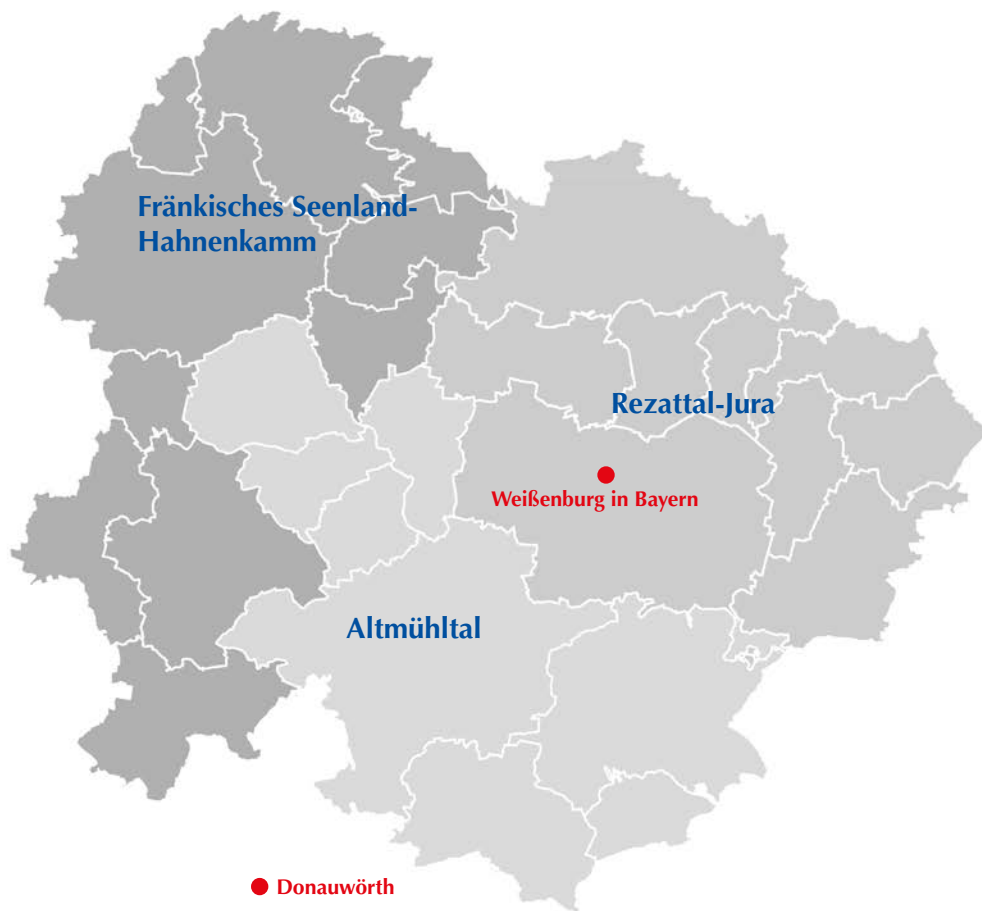 Fränkisches Seenland-
Hahnenkamm
Rezattal-Jura
Weißenburg in Bayern
Altmühltal
Donauwörth